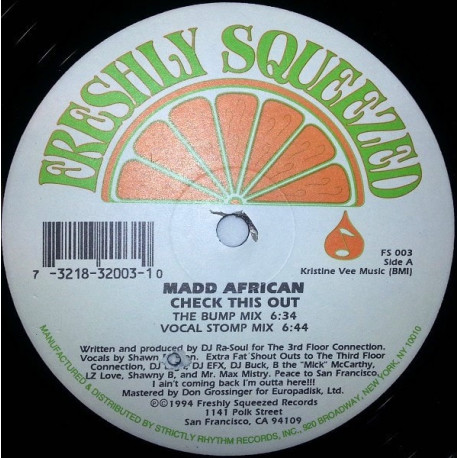 FRESHLY SQUEEZED
FS 003
Side A
Kristine Vee Music (BMI)
7 -3218-32003-1 0
MADD AFRICAN
CHECK THIS OUT
THE BUMP MIX 6:34
VOCAL STOMP MIX 6:44
Written and produced by DJ Ra-Soul for The 3rd Floor Connection.
Vocals by Shawn Extra Fat Shout Outs to The Third Floor
Connection, DJ DJ EFX, DJ Buck, B the "Mick" McCarthy,
LZ Love, Shawny B, and Mr. Max Mistry. Peace to San Francisco.
I ain't coming back I'm outta here!!!
Mastered by Don Grossinger for Europadisk, Ltd.
℗©1994 Freshly Squeezed Records
1141 Polk Street
San Francisco, CA 94109
MANUFACTURED & DISTRIBUTED BY STRICTLY RHYTHM RECORDS, INC., 920 BROADWAY, NEW YORK, NY 10010